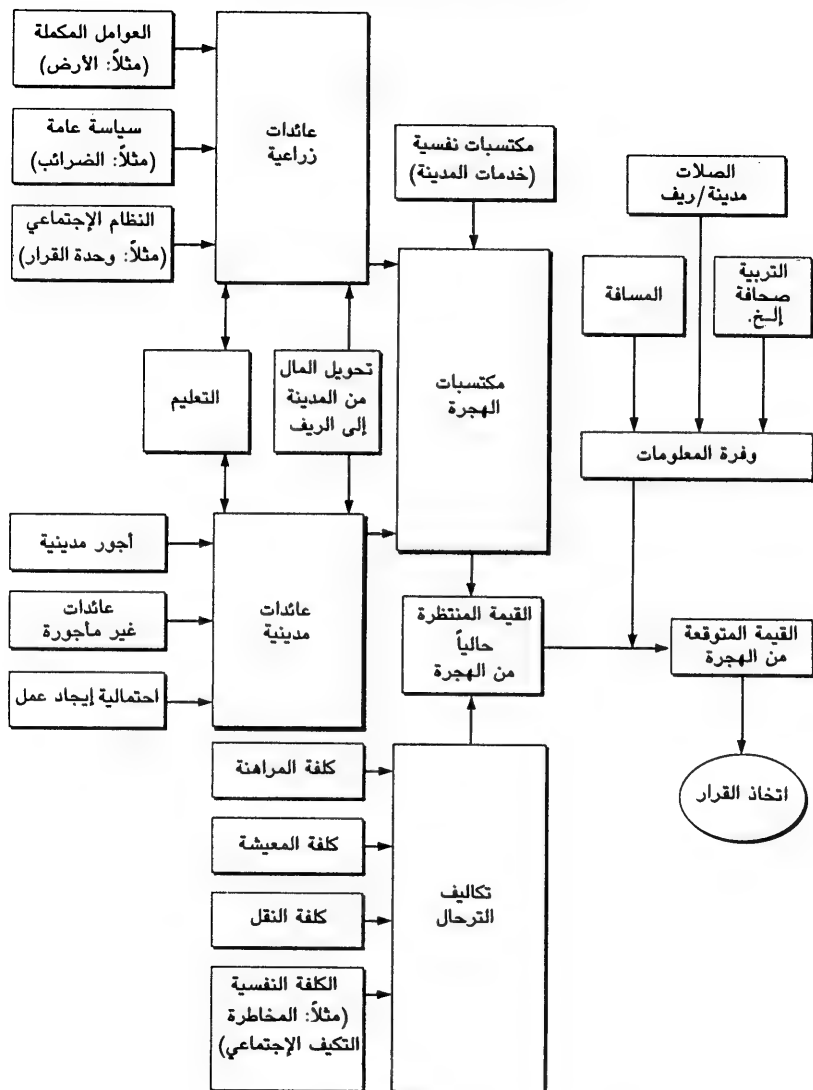 العوامل المكملة
(مثلاً: الأرض)
سياسة عامة
(مثلاً: الضرائب)
النظام الإجتماعي
(مثلاً: وحدة القرار)
عائدات
زراعية
مكتسبات نفسية
(خدمات المدينة)
الصلات
مدينة/ريف
المسافة
التربية
صحافة
إلـخ.
التعليم
تحويل المال
من المدينة
إلى الريف
مكتسبات
الهجرة
وفرة المعلومات
أجور مدينية
عائدات
غير مأجورة
احتمالية إيجاد عمل
عائدات
مدينية
القيمة المنتظرة
حالياً
من الهجرة
القيمة المتوقعة
من الهجرة
اتخاذ القرار
كلفة المراهنة
كلفة المعيشة
كلفة النقل
الكلفة النفسية
(مثلاً: المخاطرة
التكيف الإجتماعي)
تكاليف
الترحال